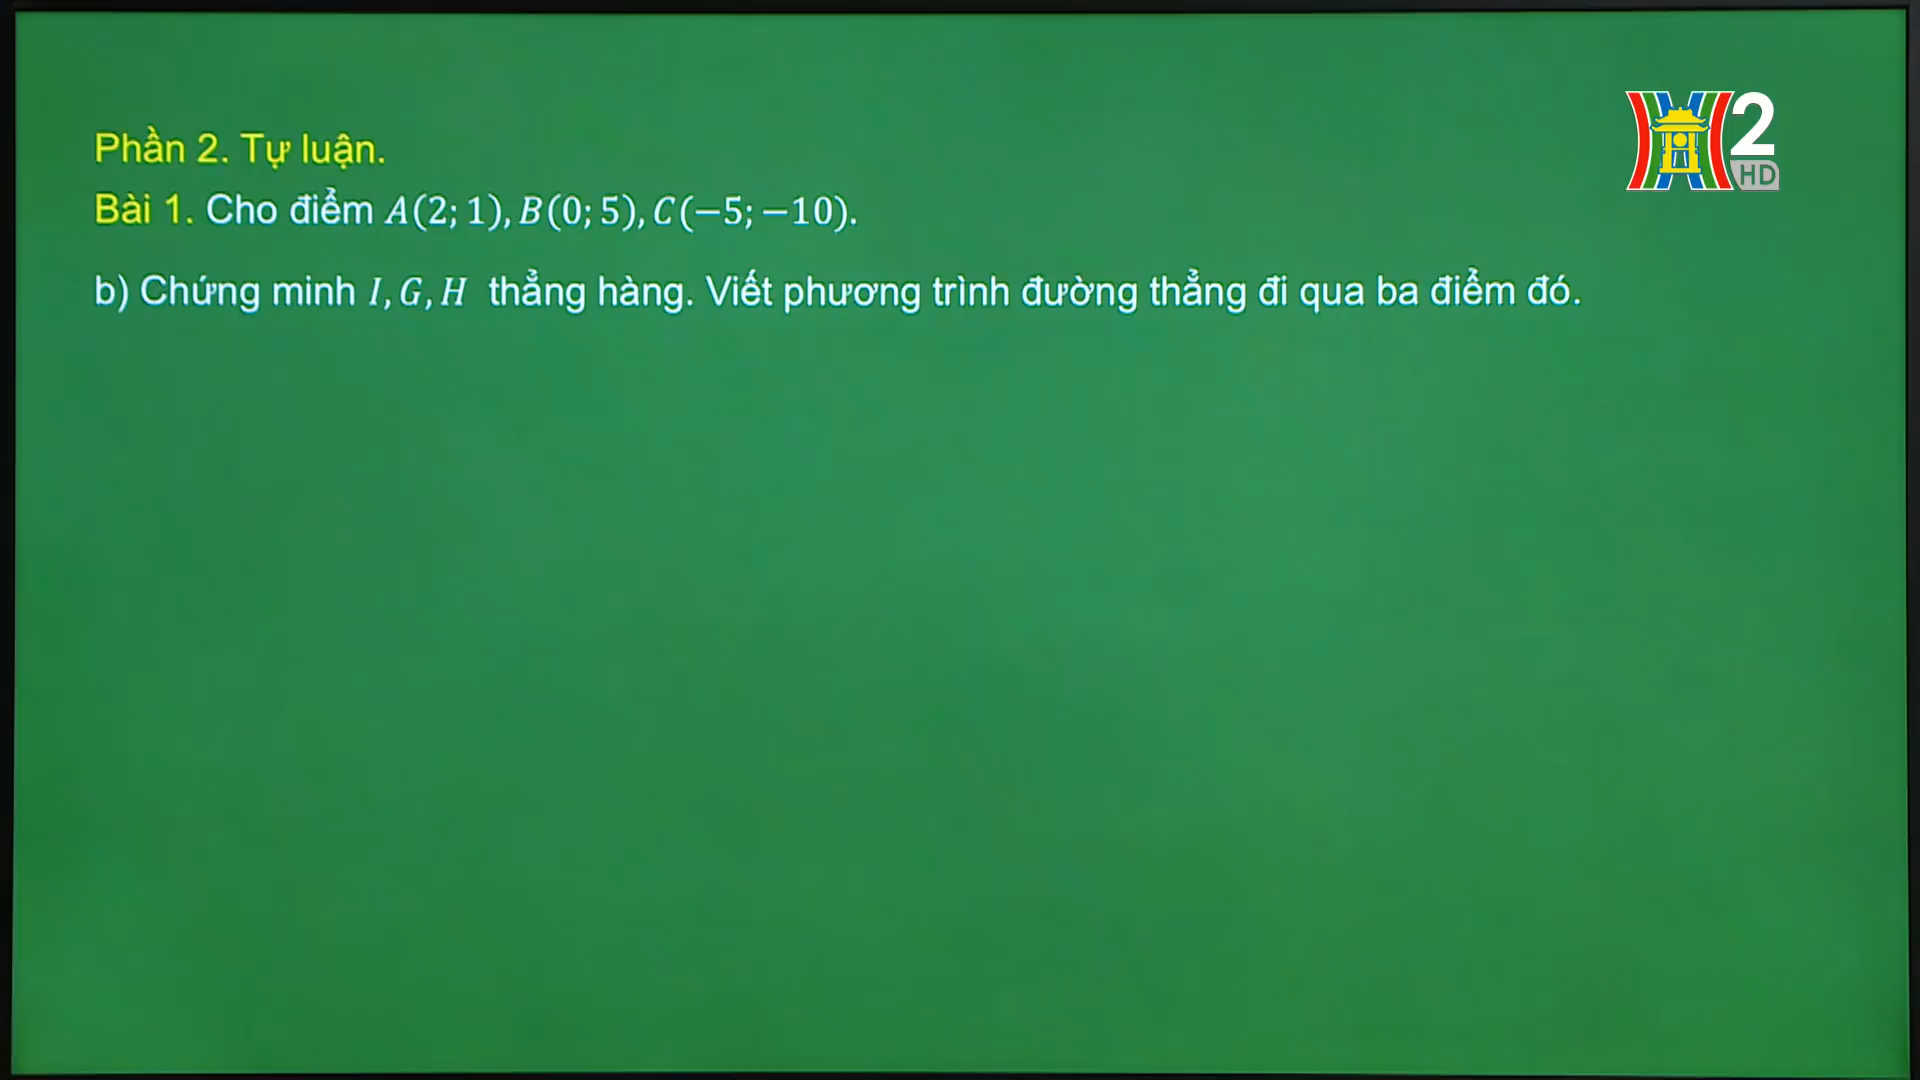 2
HD
Phần 2. Tự luận.
Bài 1. Cho điểm A(2; 1), B(0; 5), C(−5; −10).
b) Chứng minh I, G, H thẳng hàng. Viết phương trình đường thẳng đi qua ba điểm đó.